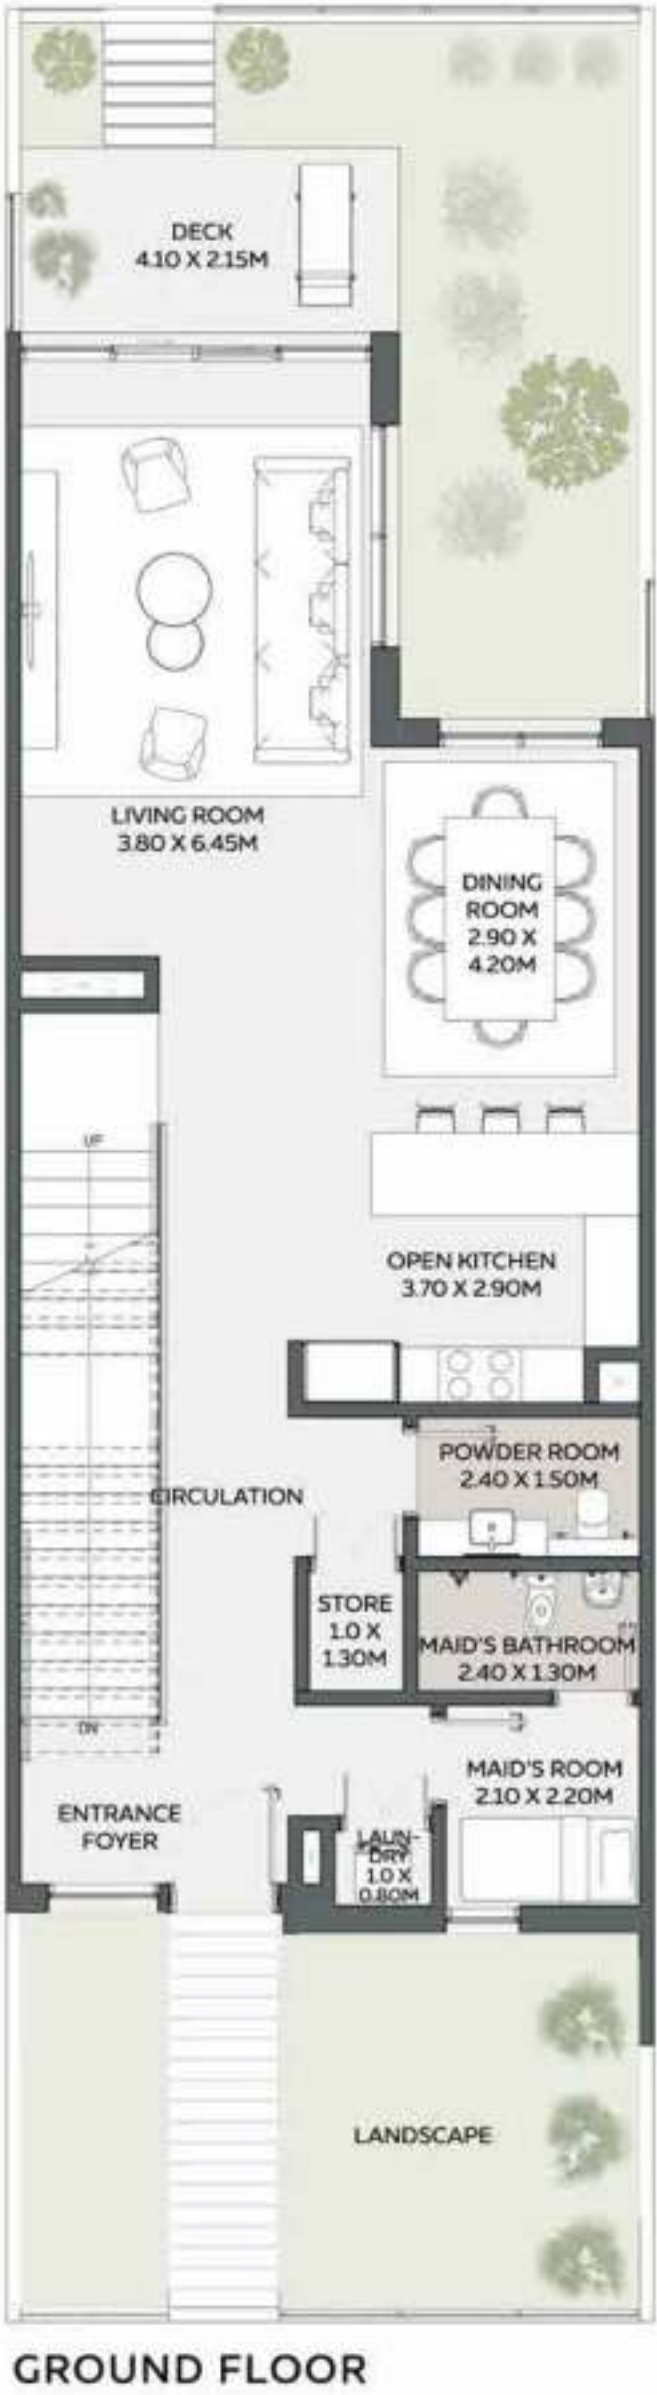 DECK
4.10 X 2.15M
LIVING ROOM
3.80 X 6.45M
DINING
ROOM
2.90 X
4.20M
UP
OPEN KITCHEN
3.70 X 2.90M
POWDER ROOM
2.40 X 1.50M
CIRCULATION
STORE
1.0 X
1.30M
MAID'S BATHROOM
2.40 X 1.30M
DN
MAID'S ROOM
2.10 X 2.20M
ENTRANCE
FOYER
LAUN-
DRY
1.0 X
0.80M
LANDSCAPE
GROUND FLOOR